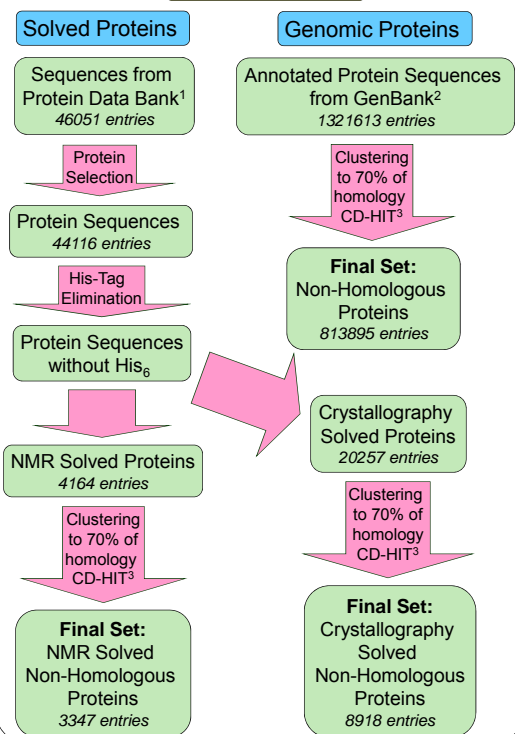 Solved Proteins
Sequences from
Protein Data Bank¹
46051 entries
Protein
Selection
Protein Sequences
44116 entries
His-Tag
Elimination
Protein Sequences
without His₆
NMR Solved Proteins
4164 entries
Clustering
to 70% of
homology
CD-HIT³
Final Set:
NMR Solved
Non-Homologous
Proteins
3347 entries
Genomic Proteins
Annotated Protein Sequences
from GenBank²
1321613 entries
Clustering
to 70% of
homology
CD-HIT³
Final Set:
Non-Homologous
Proteins
813895 entries
Crystallography
Solved Proteins
20257 entries
Clustering
to 70% of
homology
CD-HIT³
Final Set:
Crystallography
Solved
Non-Homologous
Proteins
8918 entries